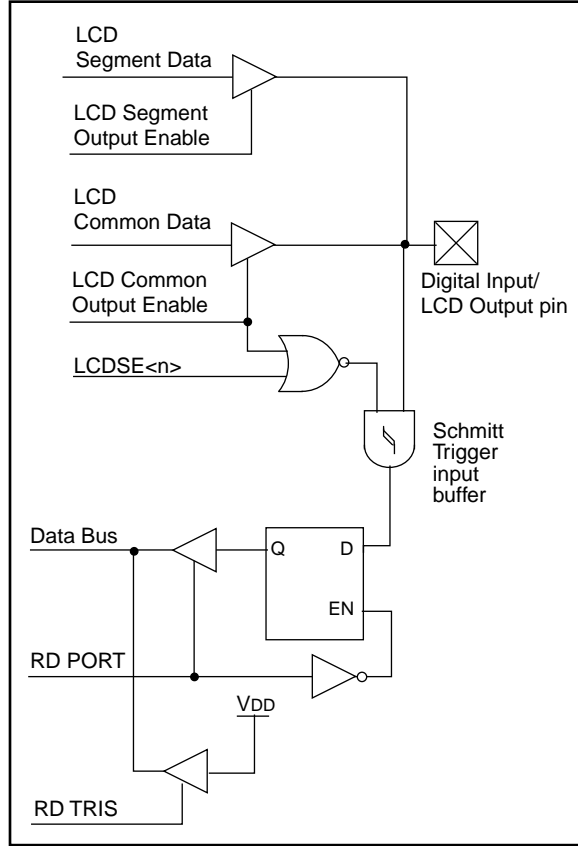 LCD
Segment Data
LCD Segment
Output Enable
LCD
Common Data
LCD Common
Output Enable
Digital Input/
LCD Output pin
LCDSE<n>
Schmitt
Trigger
input
buffer
Data Bus
Q
D
EN
RD PORT
VDD
RD TRIS